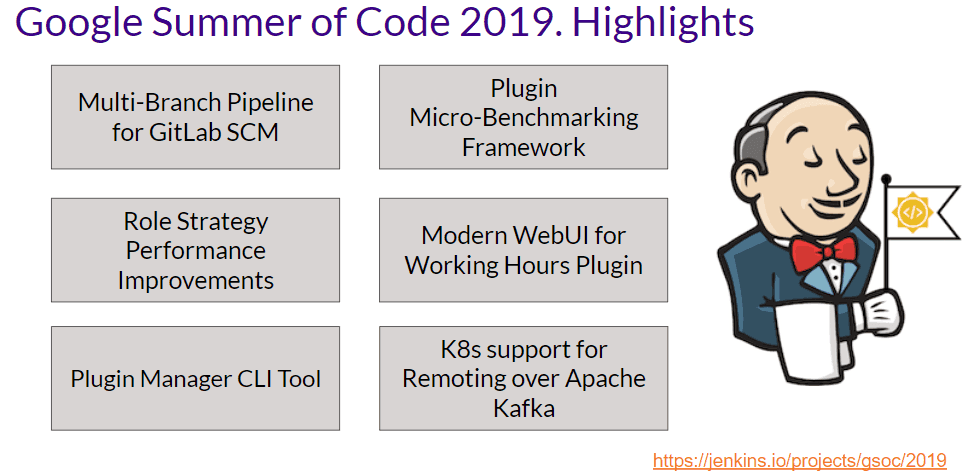 Google Summer of Code 2019. Highlights
Multi-Branch Pipeline
for GitLab SCM
Plugin
Micro-Benchmarking
Framework
Role Strategy
Performance
Improvements
Modern WebUI for
Working Hours Plugin
Plugin Manager CLI Tool
K8s support for
Remoting over Apache
Kafka
</>
https://jenkins.io/projects/gsoc/2019